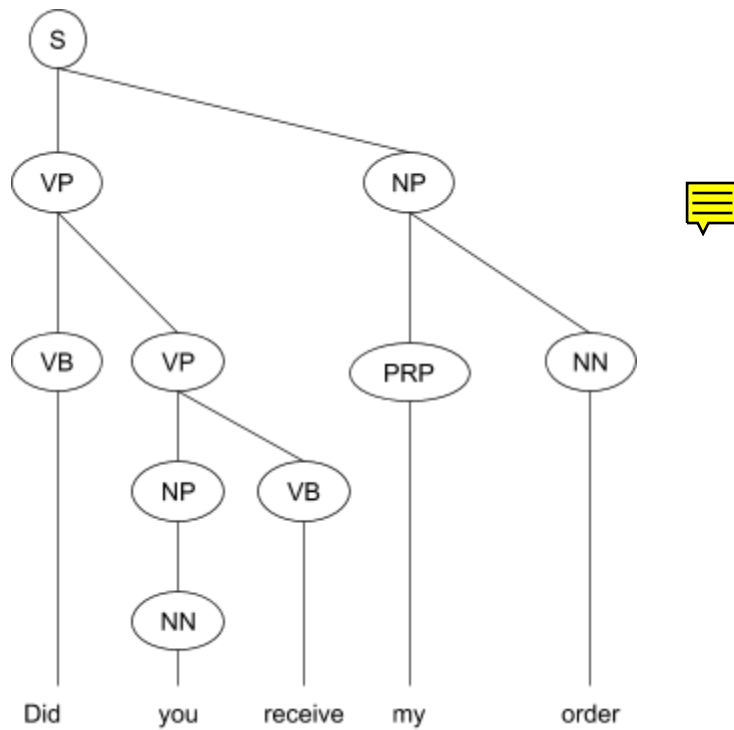 S
VP NP
VB VP PRP NN
NP VB
NN
Did you receive my order